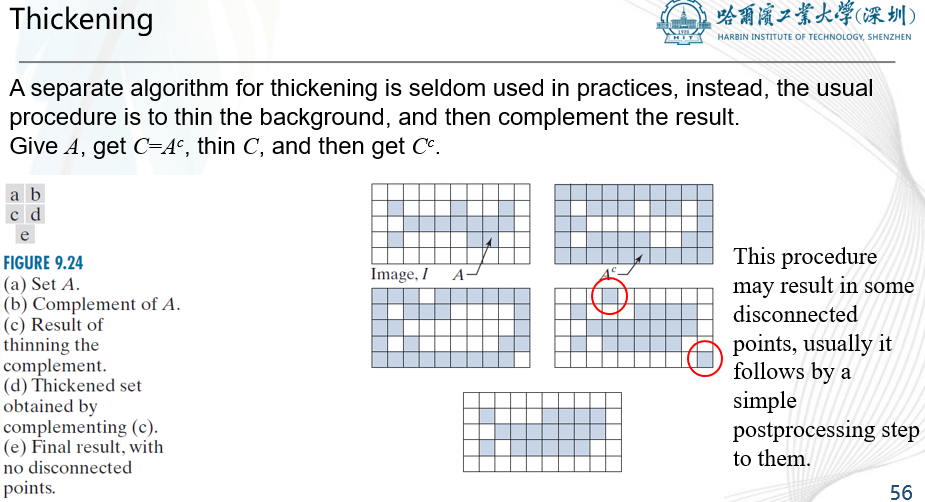 Thickening
哈爾濱工業大學(深圳)
HARBIN INSTITUTE OF TECHNOLOGY, SHENZHEN
A separate algorithm for thickening is seldom used in practices, instead, the usual
procedure is to thin the background, and then complement the result.
Give A, get C=Aᶜ, thin C, and then get Cᶜ.
a b
c d
e
FIGURE 9.24
(a) Set A.
(b) Complement of A.
(c) Result of
thinning the
complement.
(d) Thickened set
obtained by
complementing (c).
(e) Final result, with
no disconnected
points.
Image, I
A
Aᶜ
This procedure
may result in some
disconnected
points, usually it
follows by a
simple
postprocessing step
to them.
56